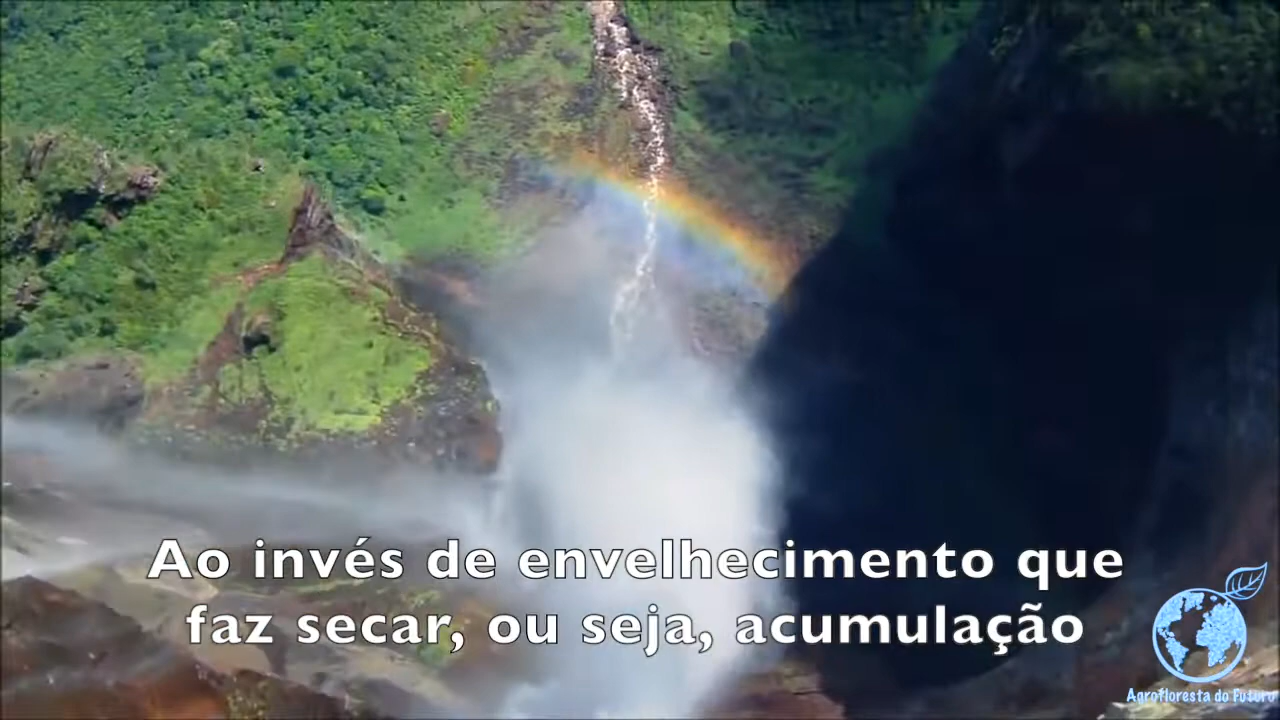 Ao invés de envelhecimento que
faz secar, ou seja, acumulação
Agrofloresta do Futuro